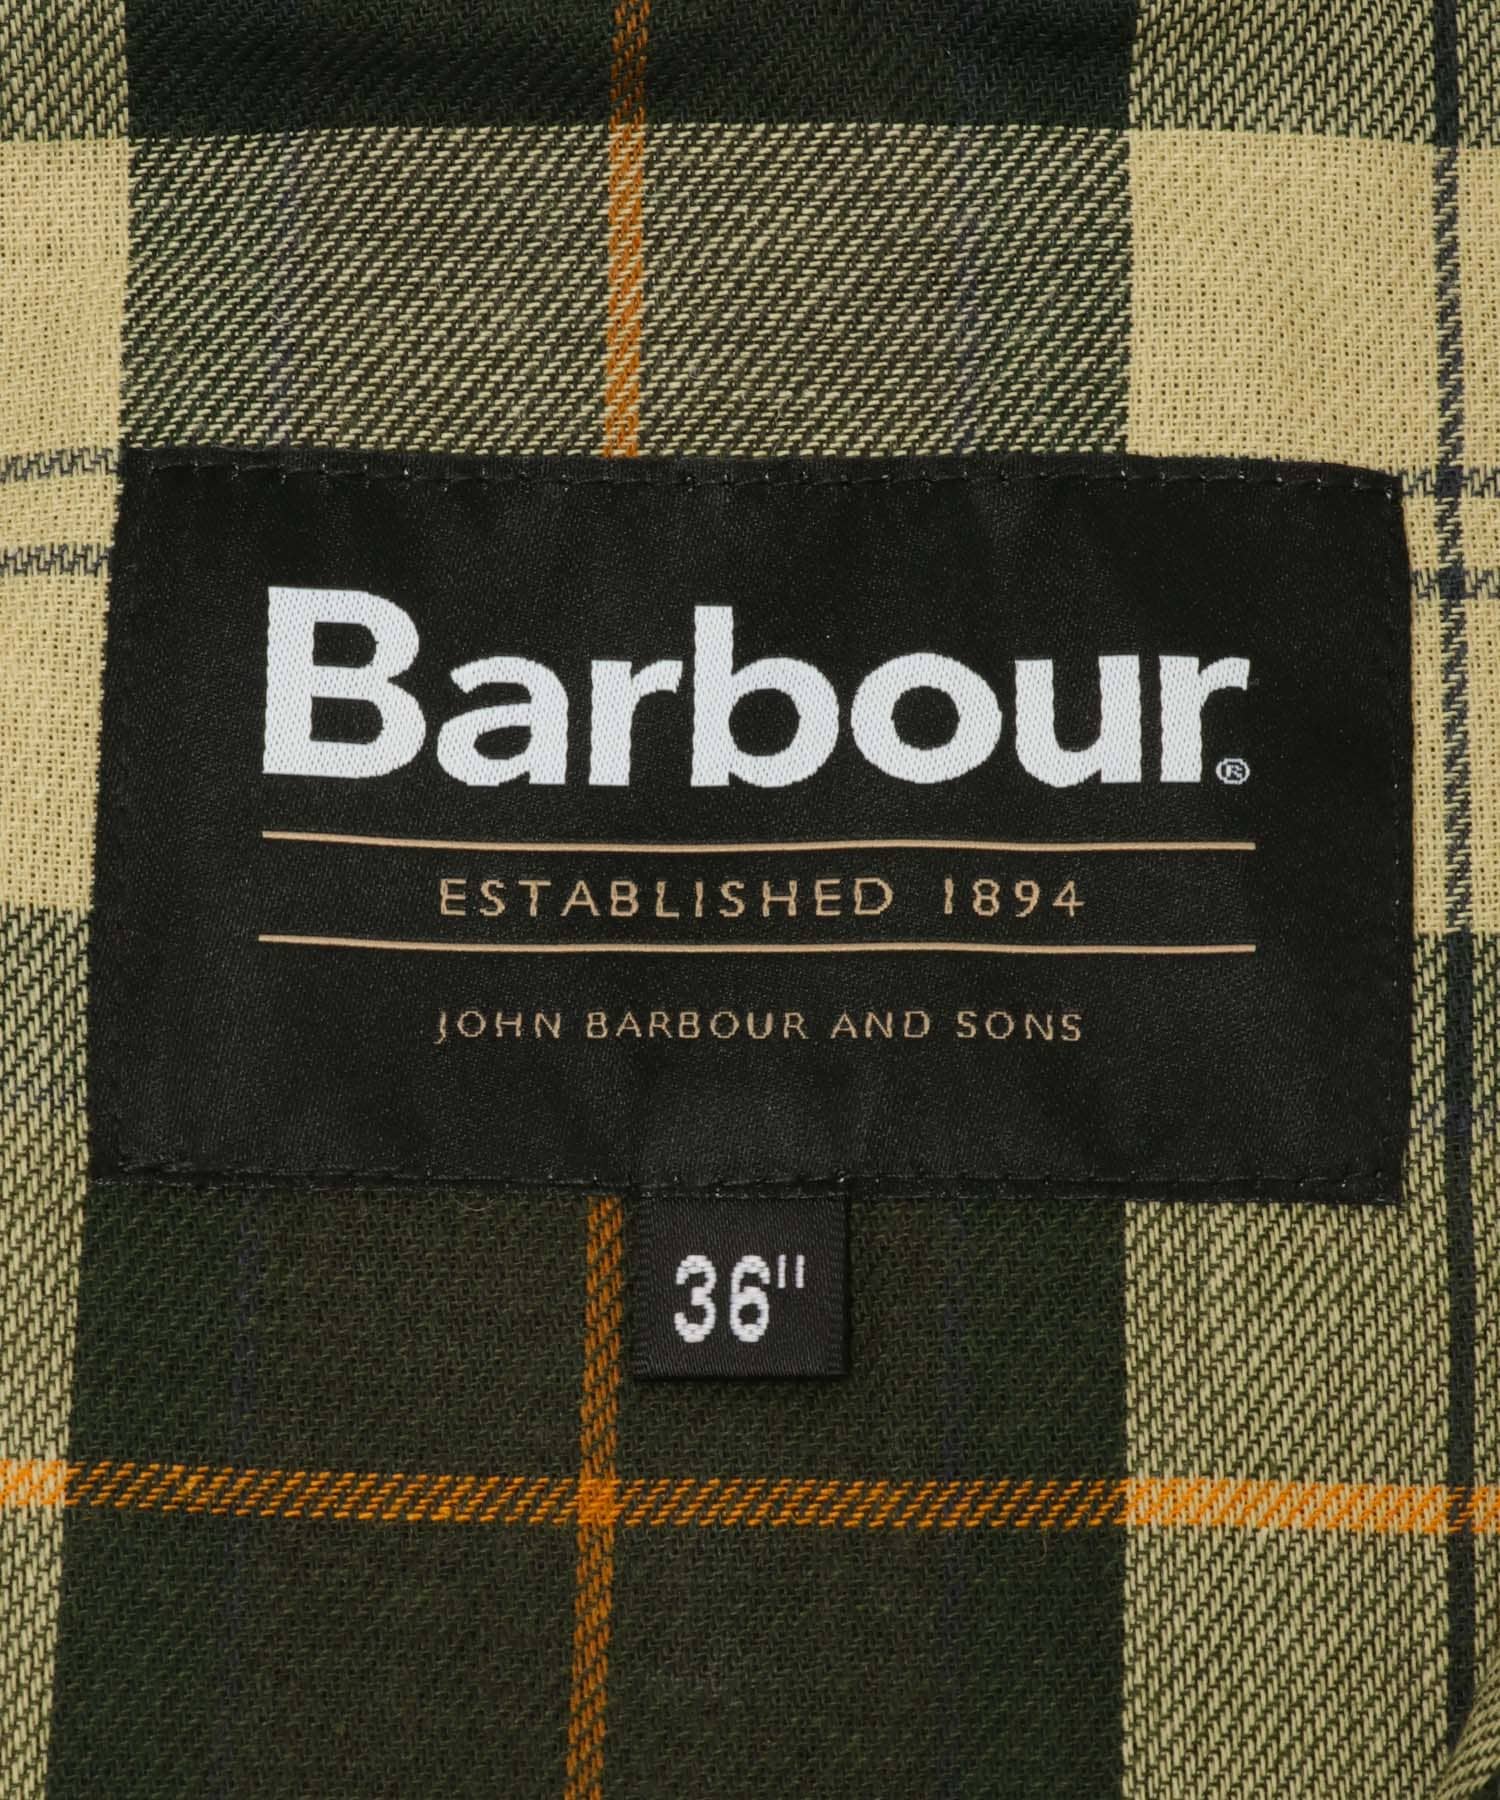 Barbour®
ESTABLISHED 1894
JOHN BARBOUR AND SONS
36"